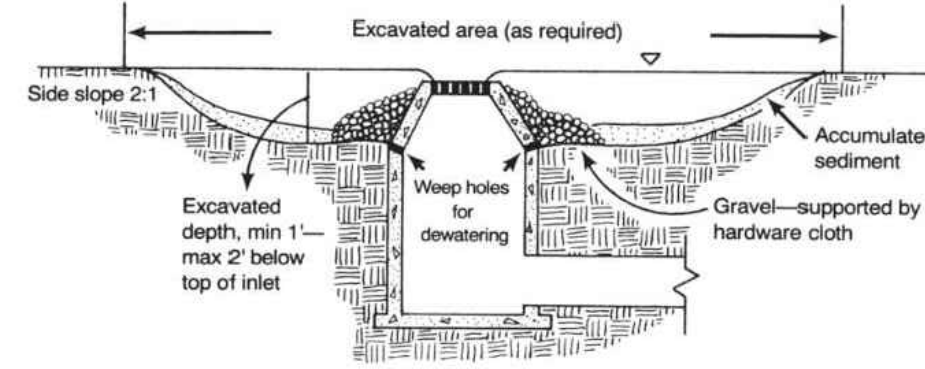 Excavated area (as required)
Side slope 2:1
Accumulate
sediment
Weep holes
for
dewatering
Excavated
depth, min 1'—
max 2' below
top of inlet
Gravel—supported by
hardware cloth